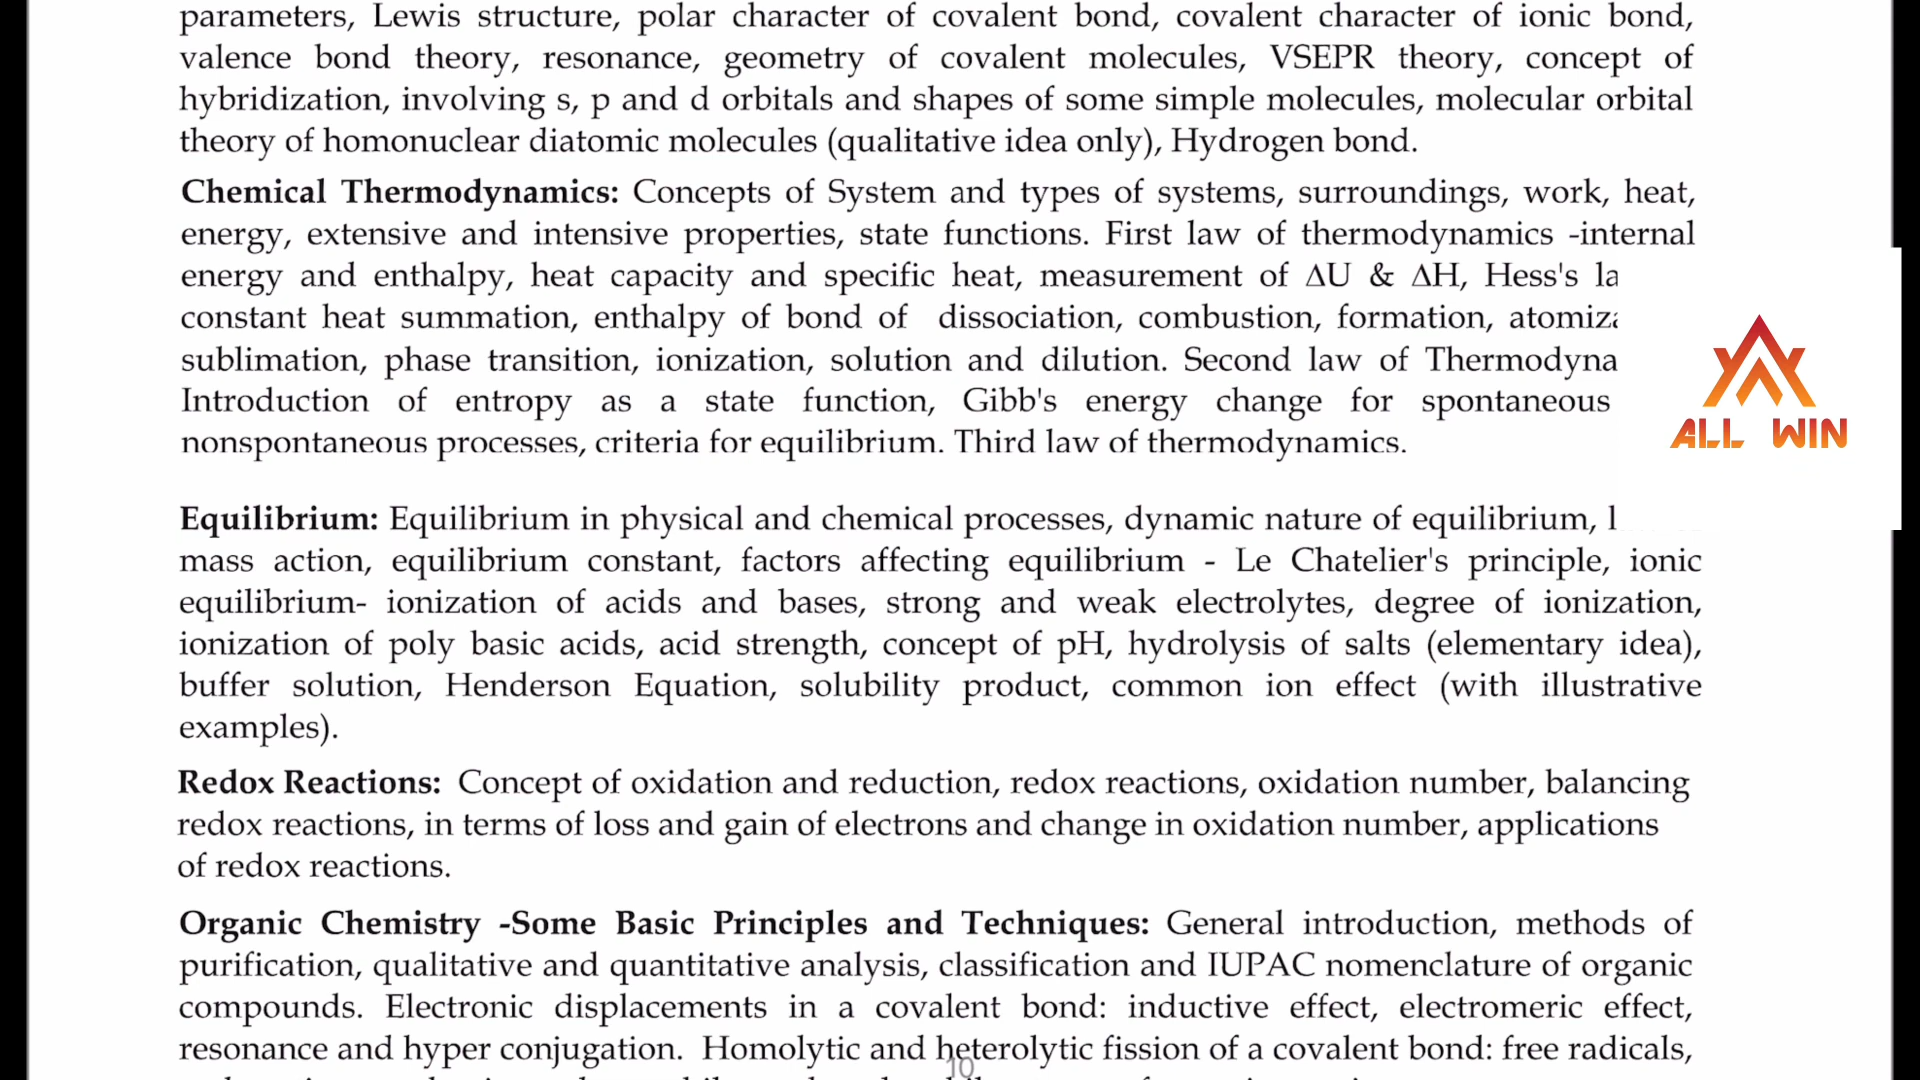 parameters, Lewis structure, polar character of covalent bond, covalent character of ionic bond,
valence bond theory, resonance, geometry of covalent molecules, VSEPR theory, concept of
hybridization, involving s, p and d orbitals and shapes of some simple molecules, molecular orbital
theory of homonuclear diatomic molecules (qualitative idea only), Hydrogen bond.
Chemical Thermodynamics: Concepts of System and types of systems, surroundings, work, heat,
energy, extensive and intensive properties, state functions. First law of thermodynamics -internal
energy and enthalpy, heat capacity and specific heat, measurement of ΔU & ΔH, Hess's
constant heat summation, enthalpy of bond of dissociation, combustion, formation,
sublimation, phase transition, ionization, solution and dilution. Second law of
Introduction of entropy as a state function, Gibb's energy change for spontaneous
nonspontaneous processes, criteria for equilibrium. Third law of thermodynamics.
ALL WIN
Equilibrium: Equilibrium in physical and chemical processes, dynamic nature of equilibrium,
mass action, equilibrium constant, factors affecting equilibrium - Le Chatelier's principle, ionic
equilibrium- ionization of acids and bases, strong and weak electrolytes, degree of ionization,
ionization of poly basic acids, acid strength, concept of pH, hydrolysis of salts (elementary idea),
buffer solution, Henderson Equation, solubility product, common ion effect (with illustrative
examples).
Redox Reactions: Concept of oxidation and reduction, redox reactions, oxidation number, balancing
redox reactions, in terms of loss and gain of electrons and change in oxidation number, applications
of redox reactions.
Organic Chemistry -Some Basic Principles and Techniques: General introduction, methods of
purification, qualitative and quantitative analysis, classification and IUPAC nomenclature of organic
compounds. Electronic displacements in a covalent bond: inductive effect, electromeric effect,
resonance and hyper conjugation. Homolytic and heterolytic fission of a covalent bond: free radicals,
10